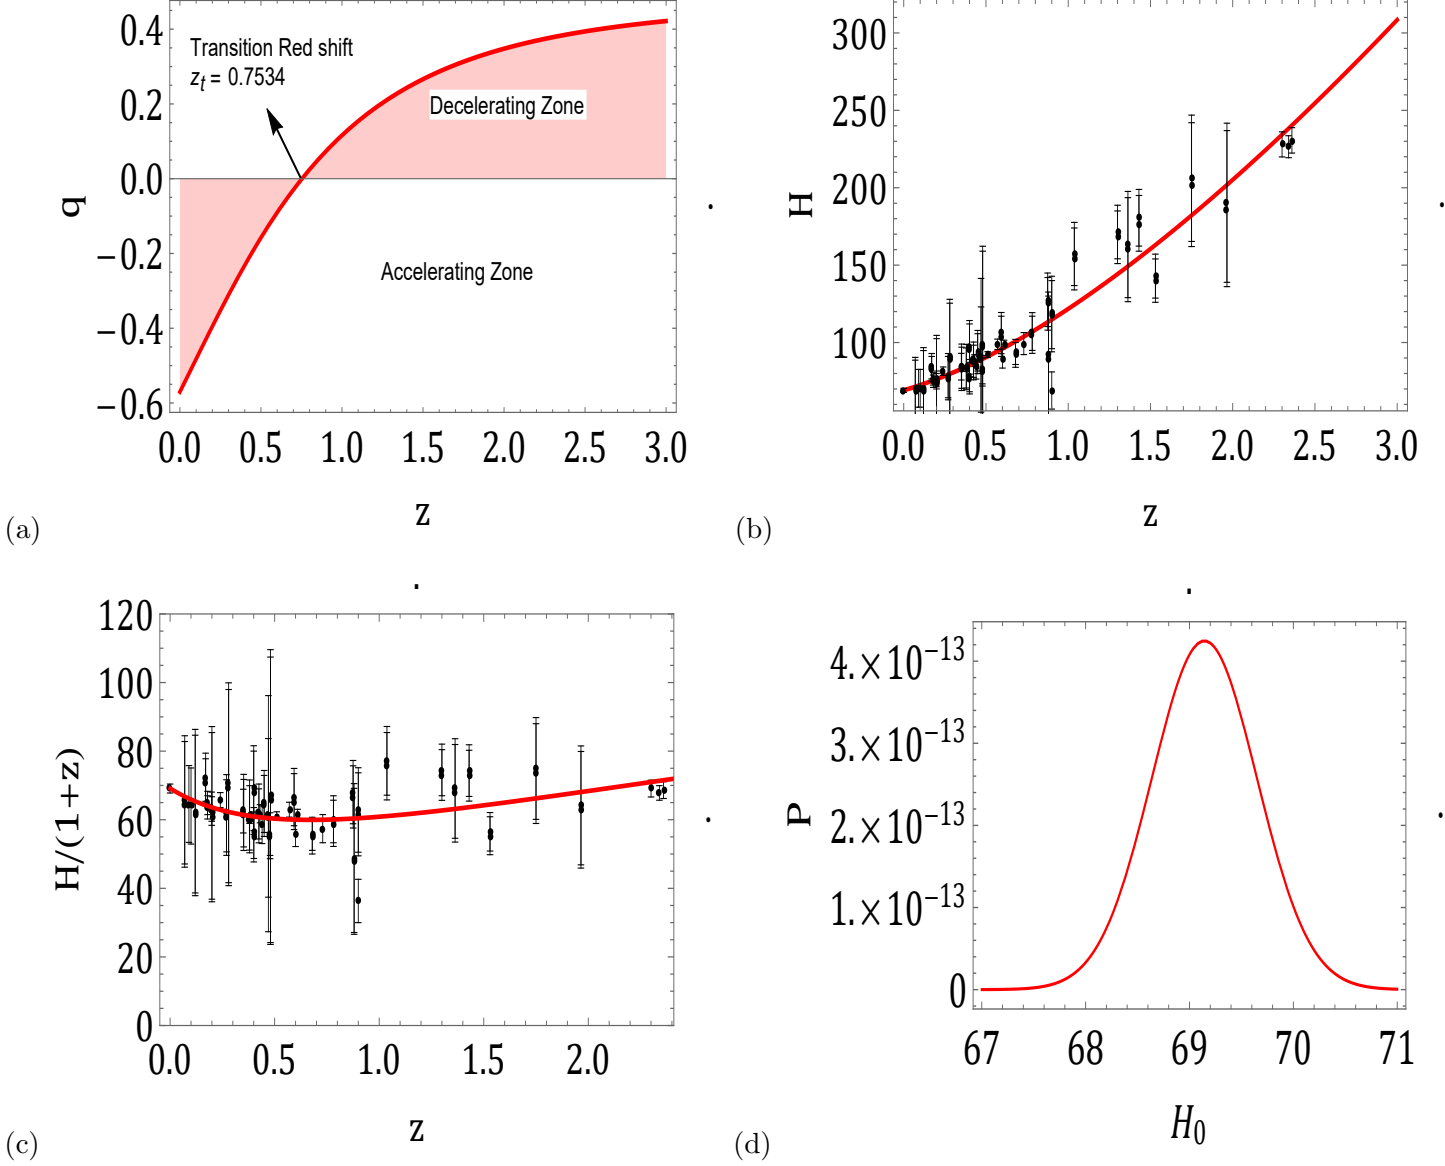 0.4
0.2
0.0
−0.2
−0.4
−0.6
q
Transition Red shift
z_t = 0.7534
Decelerating Zone
Accelerating Zone
0.0 0.5 1.0 1.5 2.0 2.5 3.0
z
(a)
300
250
200
150
100
H
0.0 0.5 1.0 1.5 2.0 2.5 3.0
z
(b)
120
100
80
60
40
20
0
H/(1+z)
0.0 0.5 1.0 1.5 2.0
z
(c)
4.×10⁻¹³
3.×10⁻¹³
2.×10⁻¹³
1.×10⁻¹³
0
P
67 68 69 70 71
H₀
(d)